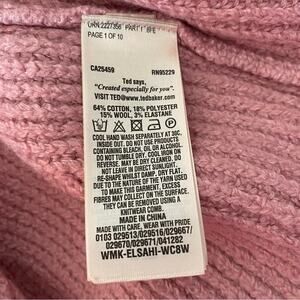 PAGE 1 OF 10
CA25459 RN95229
Ted says,
"Created especially for you".
VISIT TED@WWW.TEDBAKER.COM
64% COTTON, 18% POLYESTER
15% WOOL, 3% ELASTANE
COOL HAND WASH SEPARATELY AT 30C.
INSIDE OUT. DO NOT USE PRODUCTS
CONTAINING BLEACH, OIL OR ALCOHOL.
DO NOT TUMBLE DRY. COOL IRON ON
REVERSE. MAY BE DRY CLEANED. DO
NOT LEAVE IN DIRECT SUNLIGHT.
RE-SHAPE WHILST DAMP. DRY FLAT.
DUE TO THE NATURE OF THE YARN USED
TO MAKE THIS GARMENT, EXCESS
FIBRES MAY COLLECT ON THE SURFACE.
THESE CAN BE REMOVED BY USING A
KNITWEAR COMB.
MADE IN CHINA
MADE WITH CARE, WEAR WITH PRIDE
0103 029513/029516/029667/
029670/029671/041282
WMK-ELSAHI-WC8W